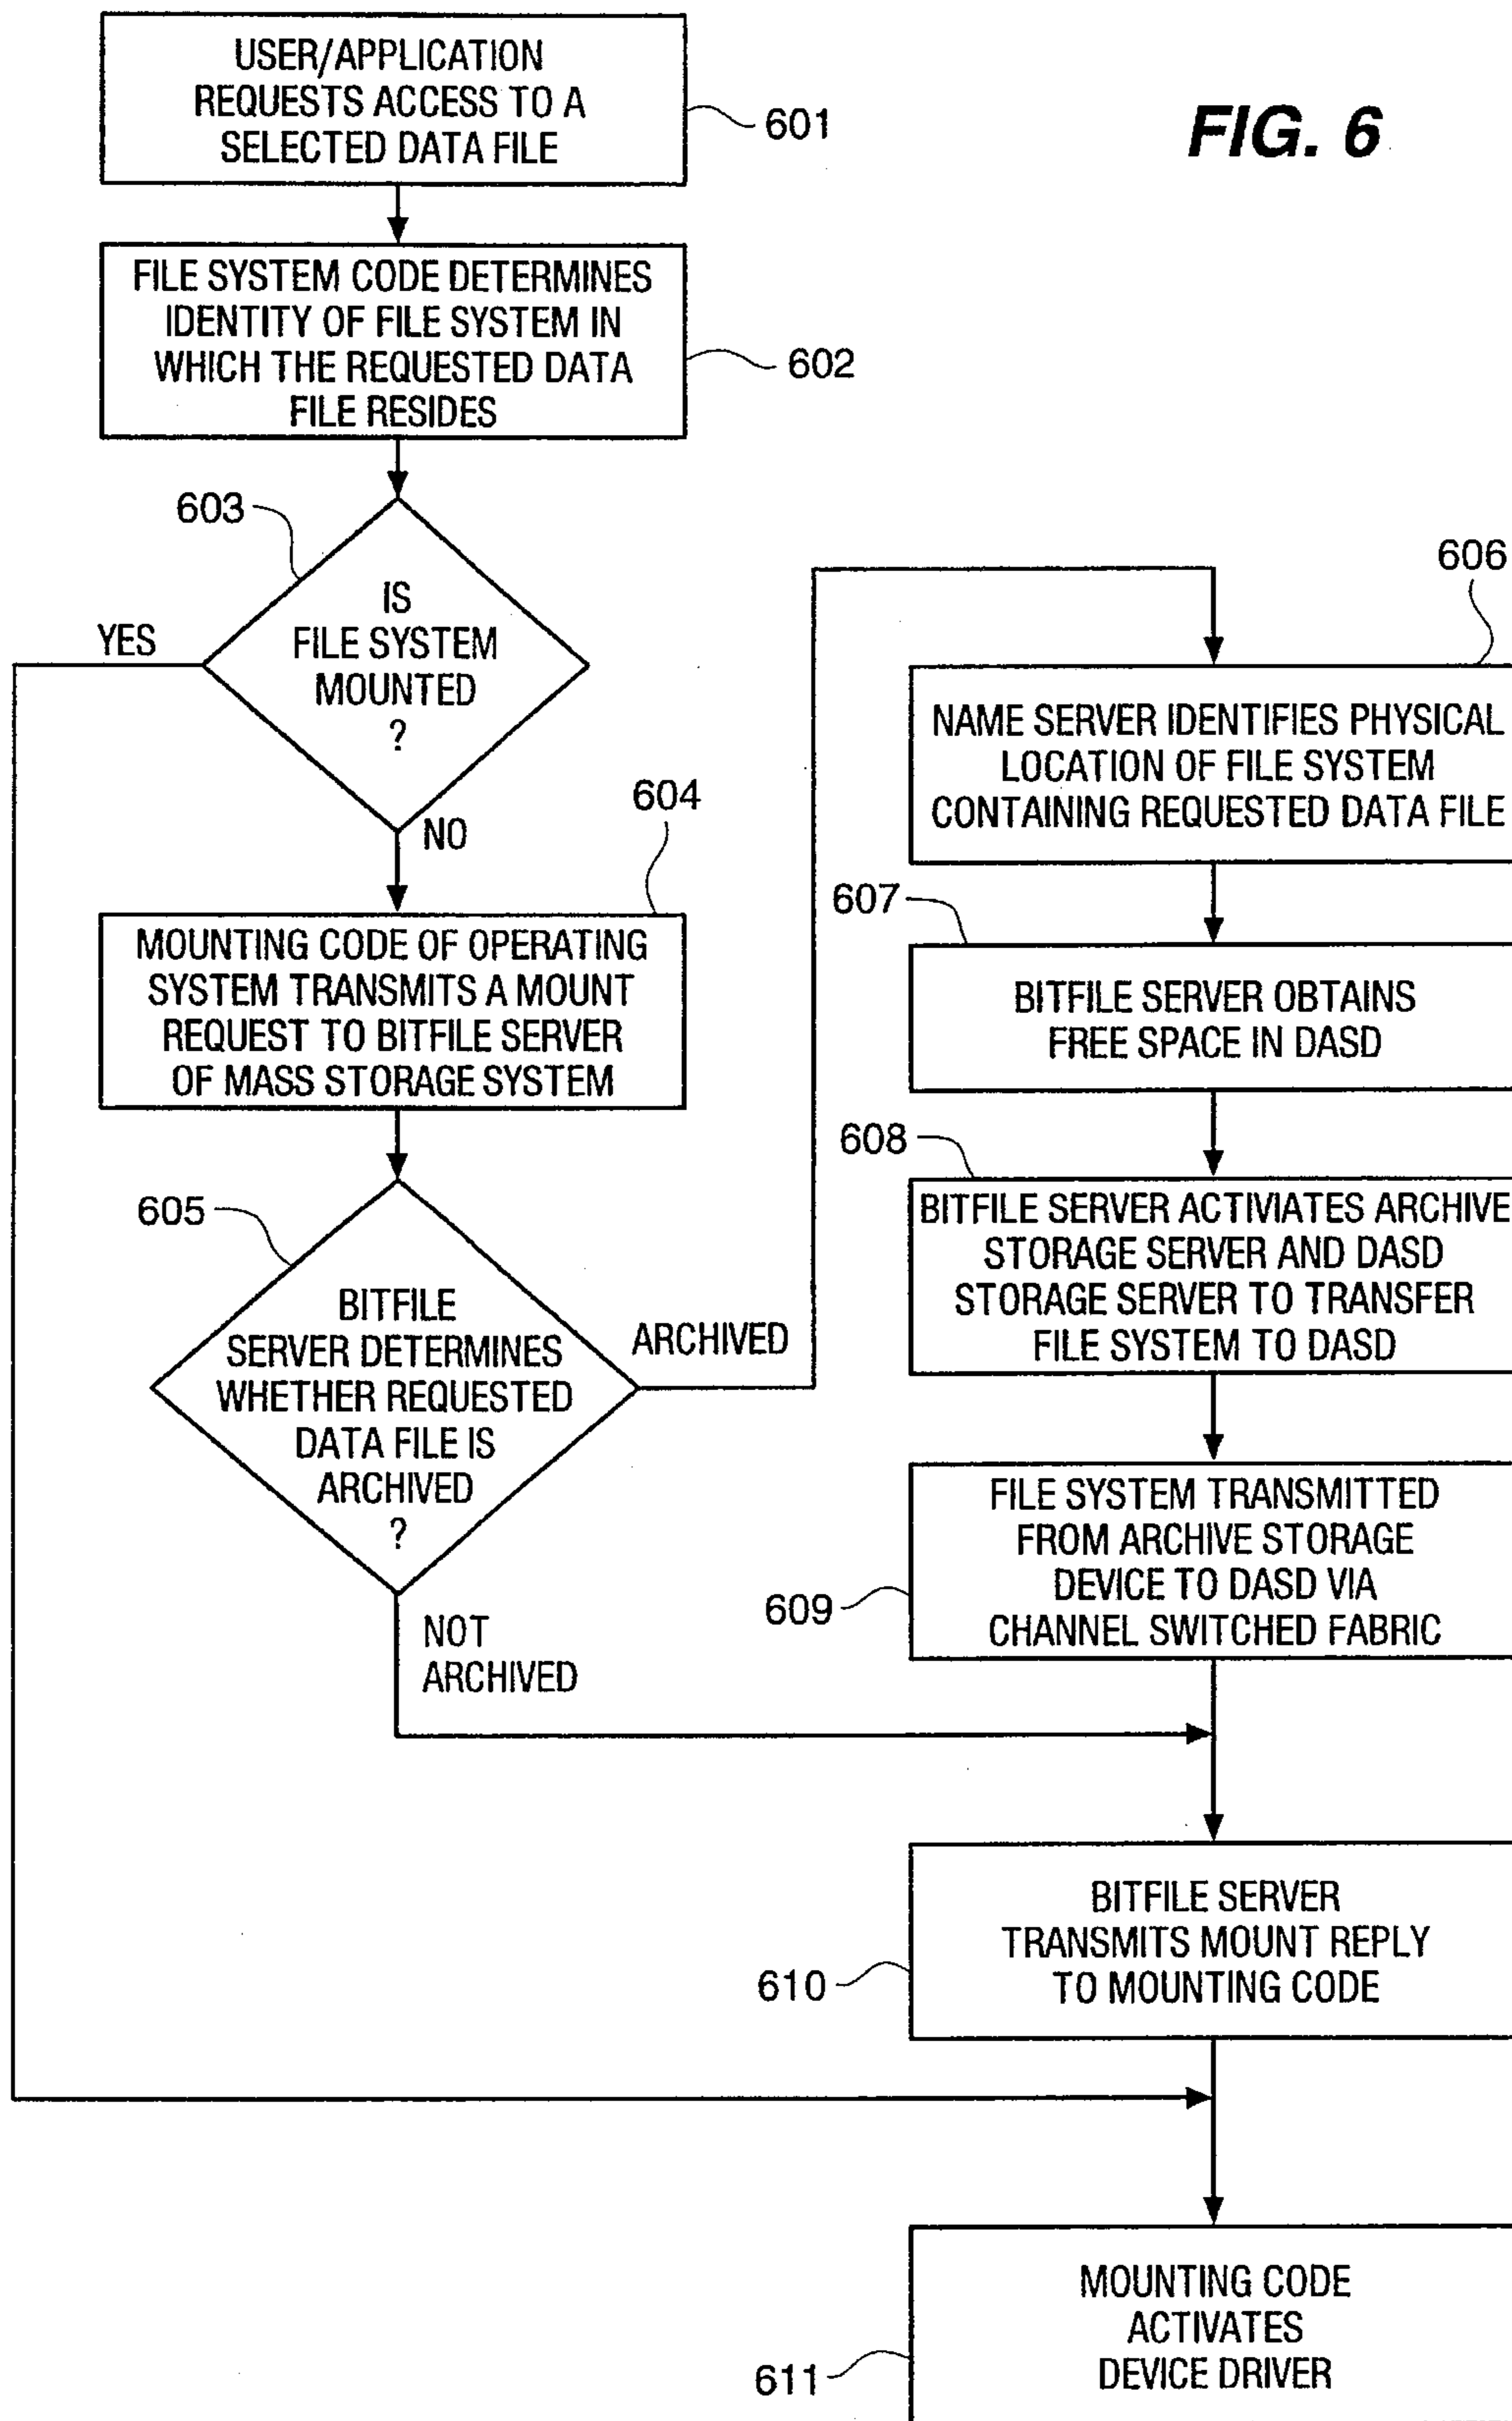 FIG. 6
USER/APPLICATION
REQUESTS ACCESS TO A
SELECTED DATA FILE
601
FILE SYSTEM CODE DETERMINES
IDENTITY OF FILE SYSTEM IN
WHICH THE REQUESTED DATA
FILE RESIDES
602
603
IS
FILE SYSTEM
MOUNTED
?
YES
NO
604
MOUNTING CODE OF OPERATING
SYSTEM TRANSMITS A MOUNT
REQUEST TO BITFILE SERVER
OF MASS STORAGE SYSTEM
605
BITFILE
SERVER DETERMINES
WHETHER REQUESTED
DATA FILE IS
ARCHIVED
?
ARCHIVED
NOT
ARCHIVED
606
NAME SERVER IDENTIFIES PHYSICAL
LOCATION OF FILE SYSTEM
CONTAINING REQUESTED DATA FILE
607
BITFILE SERVER OBTAINS
FREE SPACE IN DASD
608
BITFILE SERVER ACTIVIATES ARCHIVE
STORAGE SERVER AND DASD
STORAGE SERVER TO TRANSFER
FILE SYSTEM TO DASD
FILE SYSTEM TRANSMITTED
FROM ARCHIVE STORAGE
DEVICE TO DASD VIA
CHANNEL SWITCHED FABRIC
609
BITFILE SERVER
TRANSMITS MOUNT REPLY
TO MOUNTING CODE
610
MOUNTING CODE
ACTIVATES
DEVICE DRIVER
611